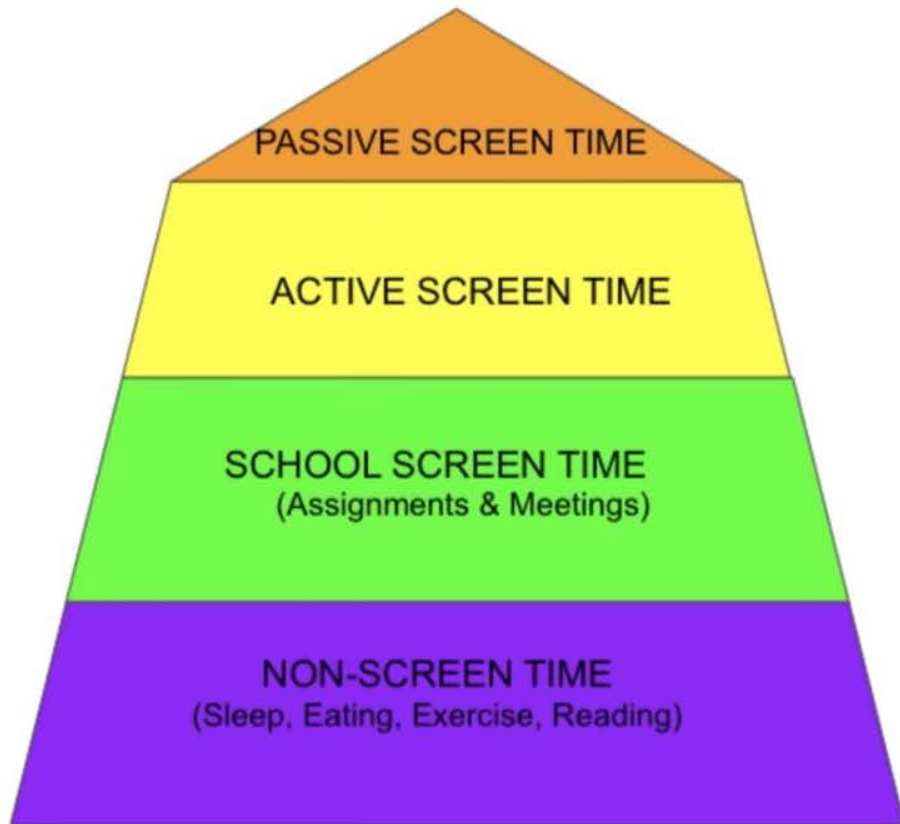 PASSIVE SCREEN TIME
ACTIVE SCREEN TIME
SCHOOL SCREEN TIME
(Assignments & Meetings)
NON-SCREEN TIME
(Sleep, Eating, Exercise, Reading)